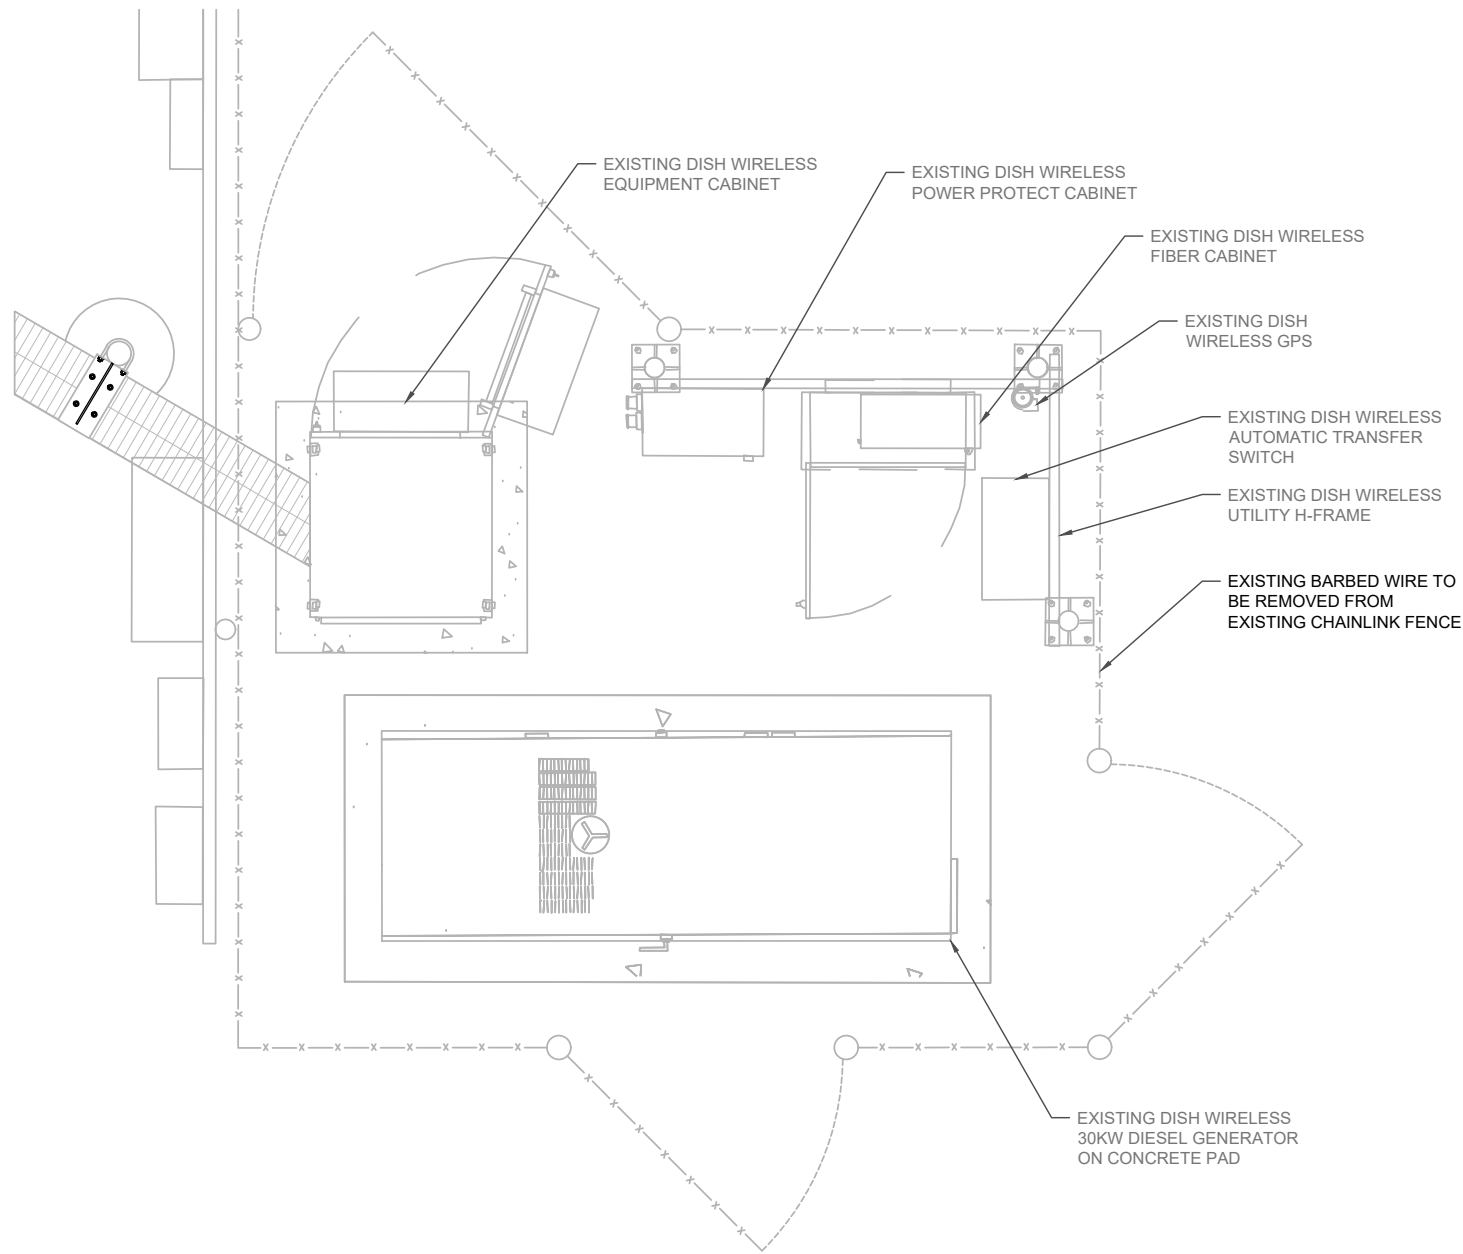 EXISTING DISH WIRELESS
EQUIPMENT CABINET
EXISTING DISH WIRELESS
POWER PROTECT CABINET
EXISTING DISH WIRELESS
FIBER CABINET
EXISTING DISH
WIRELESS GPS
EXISTING DISH WIRELESS
AUTOMATIC TRANSFER
SWITCH
EXISTING DISH WIRELESS
UTILITY H-FRAME
EXISTING BARBED WIRE TO
BE REMOVED FROM
EXISTING CHAINLINK FENCE
EXISTING DISH WIRELESS
30KW DIESEL GENERATOR
ON CONCRETE PAD